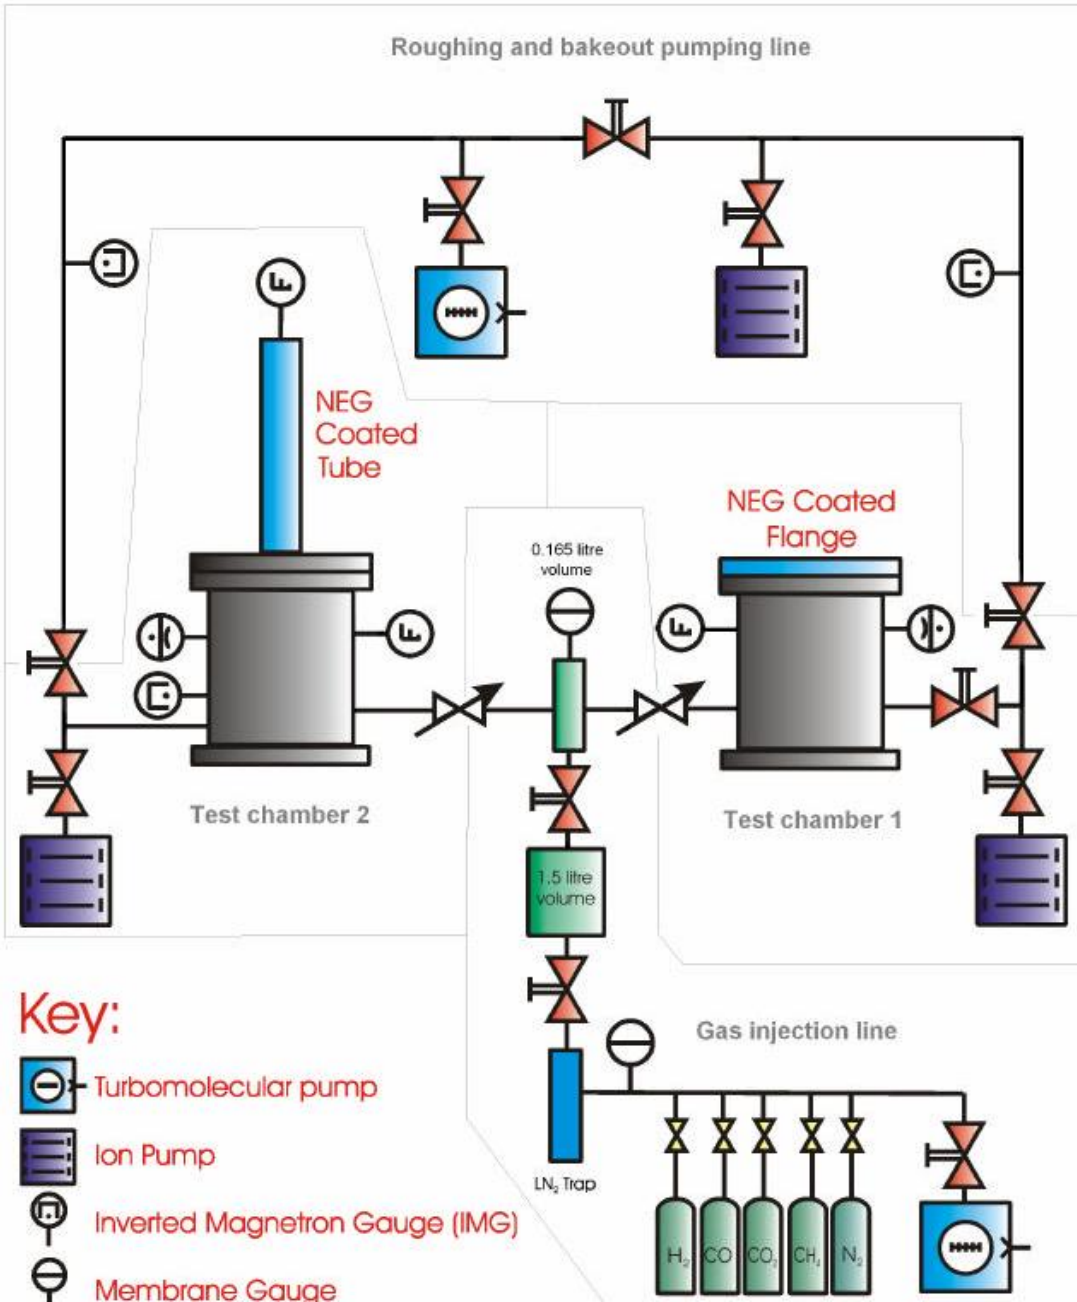 Roughing and bakeout pumping line
NEG
Coated
Tube
NEG Coated
Flange
0.165 litre
volume
Test chamber 2
Test chamber 1
1.5 litre
volume
Key:
Gas injection line
Turbomolecular pump
Ion Pump
LN₂ Trap
Inverted Magnetron Gauge (IMG)
H₂ CO CO₂ CH₄ N₂
Membrane Gauge